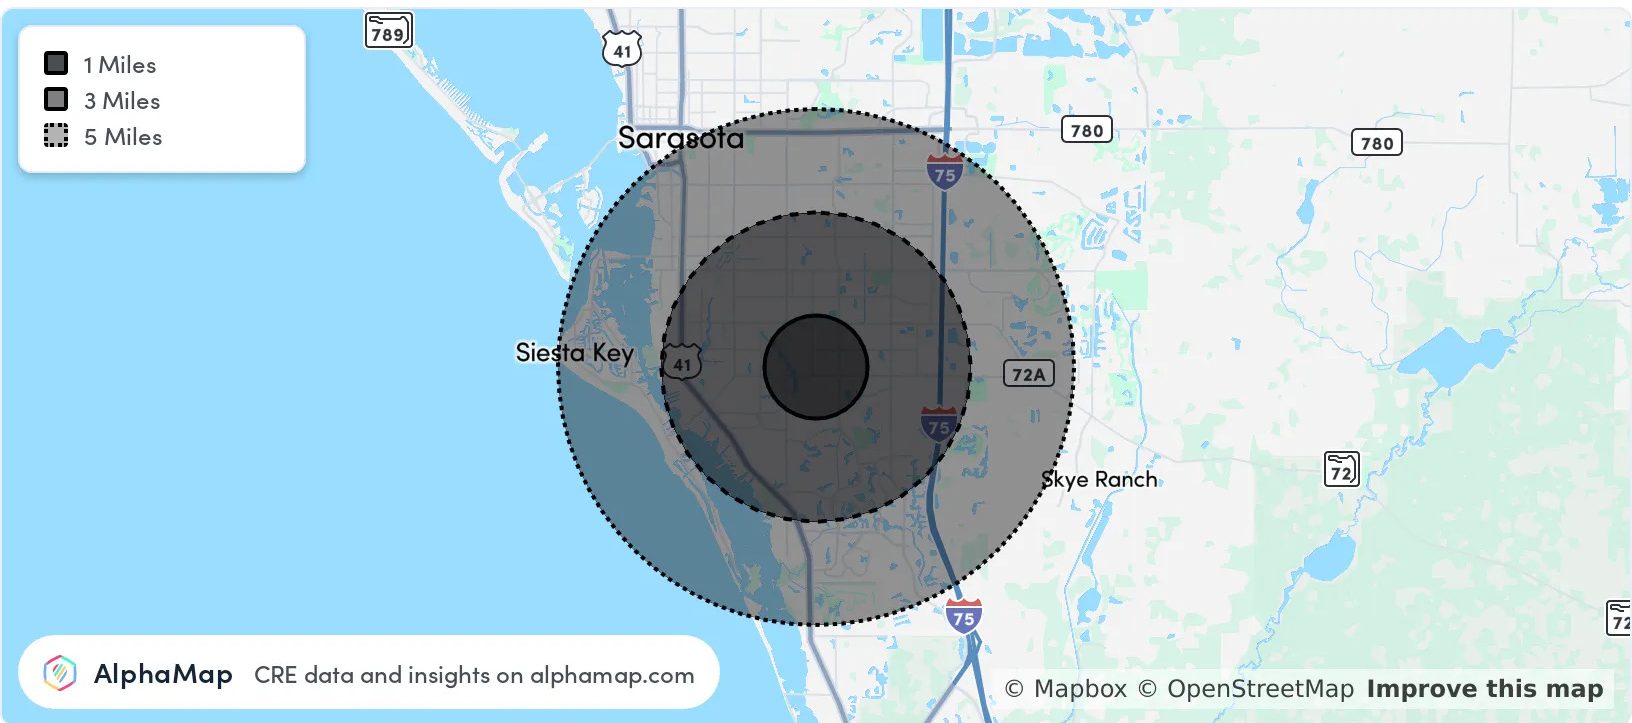 1 Miles
3 Miles
5 Miles
789
41
Sarasota
780
780
75
Siesta Key
41
72A
75
72
Skye Ranch
75
72
AlphaMap CRE data and insights on alphamap.com
© Mapbox © OpenStreetMap Improve this map